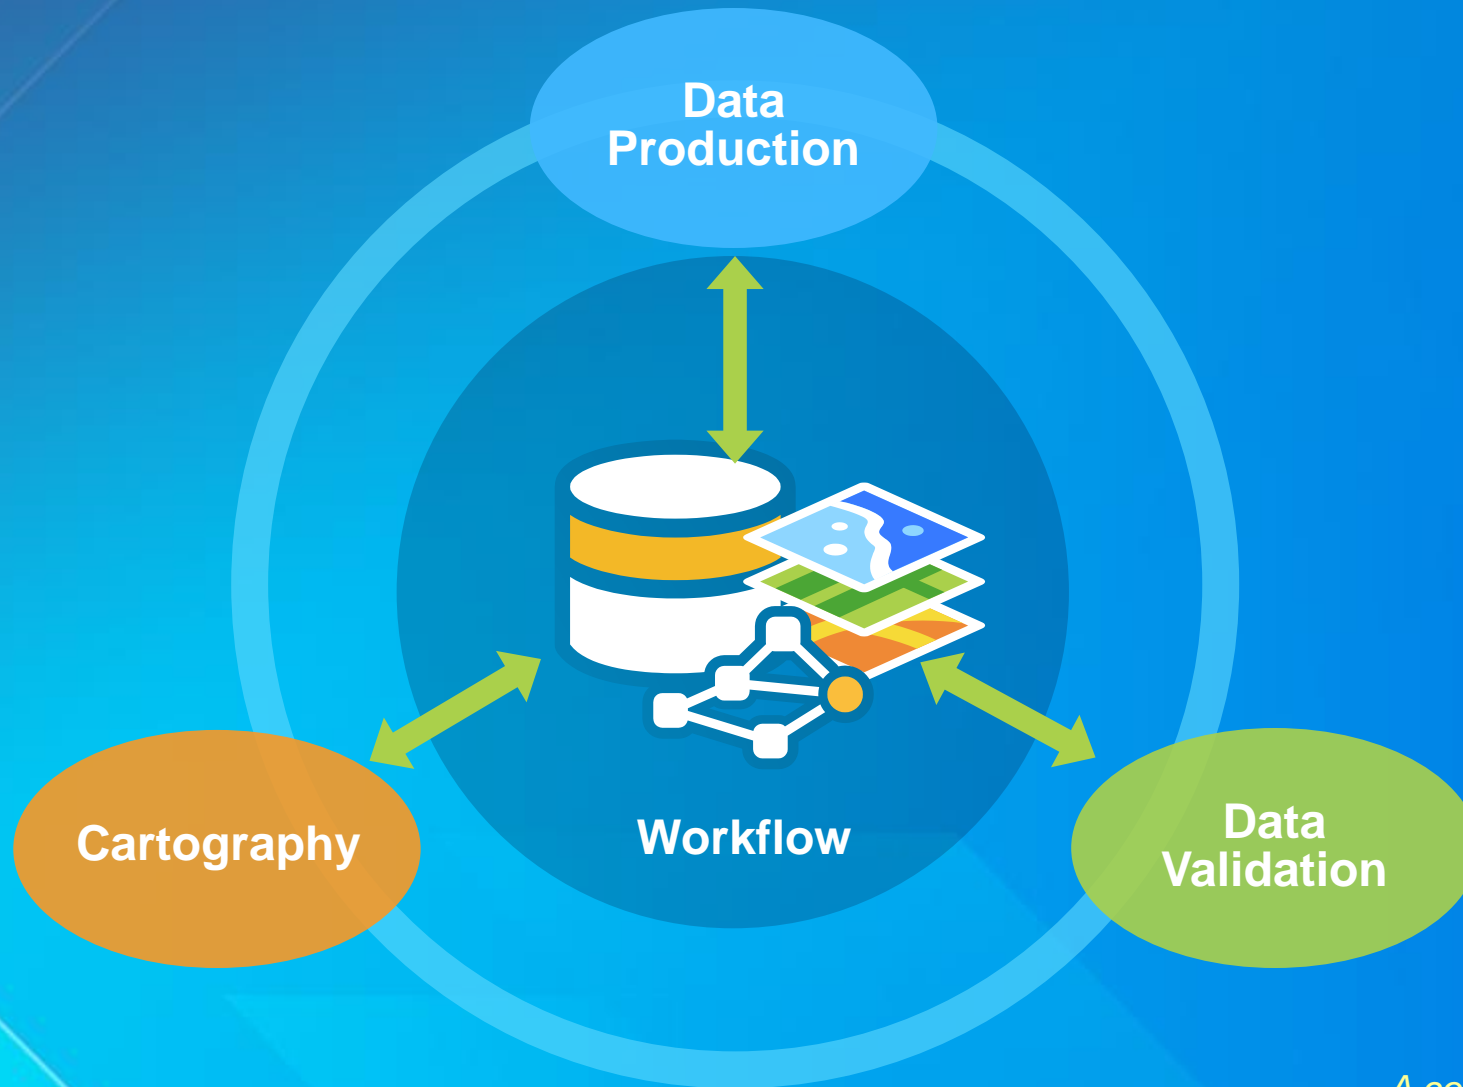 Data
Production
Cartography
Workflow
Data
Validation